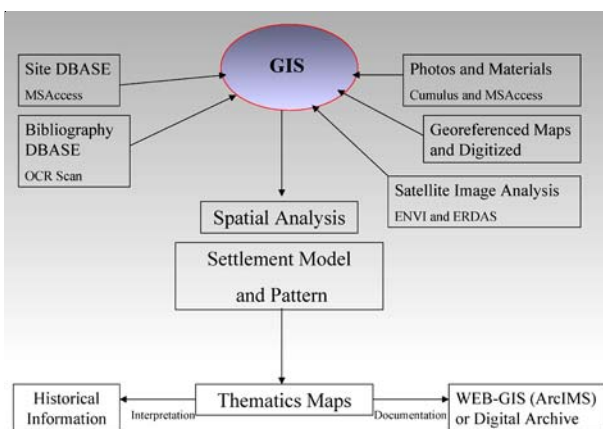 GIS
Site DBASE
MSAccess
Bibliography
DBASE
OCR Scan
Photos and Materials
Cumulus and MSAccess
Georeferenced Maps
and Digitized
Satellite Image Analysis
ENVI and ERDAS
Spatial Analysis
Settlement Model
and Pattern
Historical
Information
Interpretation
Thematics Maps
Documentation
WEB-GIS (ArcIMS)
or Digital Archive